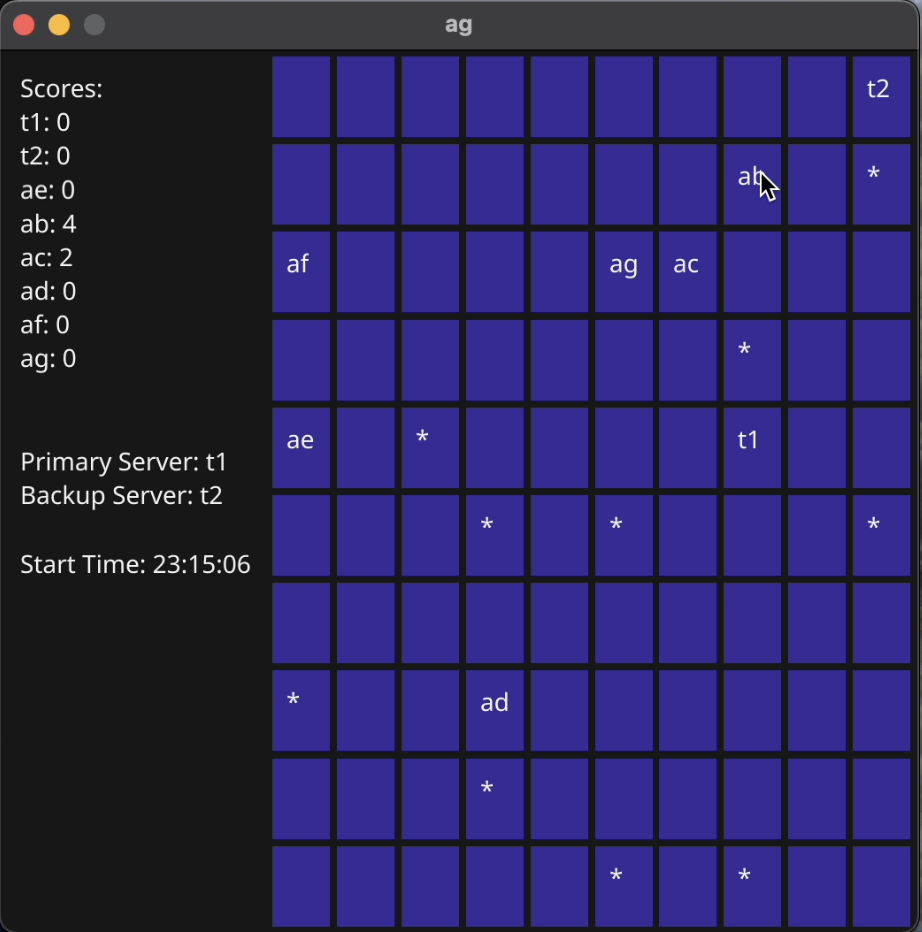 ag
Scores:
t1: 0
t2: 0
ae: 0
ab: 4
ac: 2
ad: 0
af: 0
ag: 0
Primary Server: t1
Backup Server: t2
Start Time: 23:15:06
t2
ab *
af ag ac
*
ae * t1
* * *
* ad
*
* *